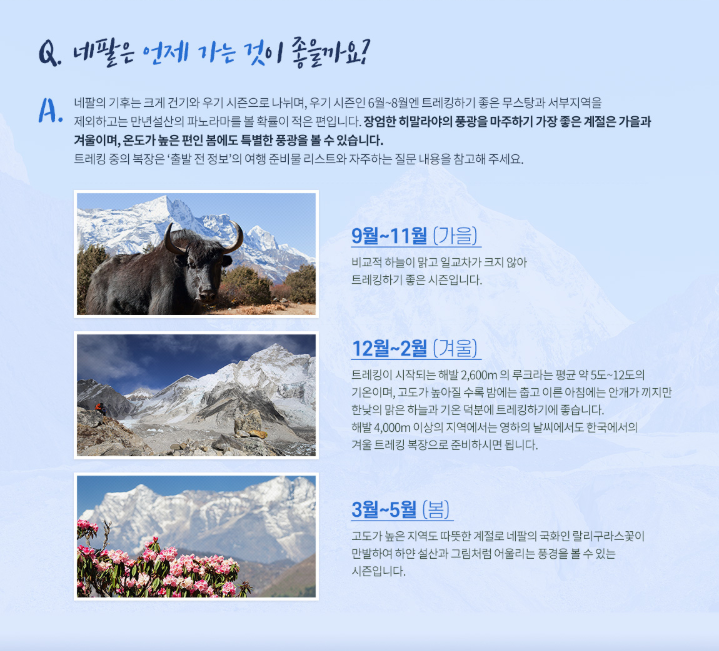 Q. 네팔은 언제 가는 것이 좋을까요?
A. 네팔의 기후는 크게 건기와 우기 시즌으로 나뉘며, 우기 시즌인 6월~8월엔 트레킹하기 좋은 무스탕과 서부지역을
제외하고는 만년설산의 파노라마를 볼 확률이 적은 편입니다. 장엄한 히말라야의 풍광을 마주하기 가장 좋은 계절은 가을과
겨울이며, 온도가 높은 편인 봄에도 특별한 풍광을 볼 수 있습니다.
트레킹 중의 복장은 ‘출발 전 정보’의 여행 준비물 리스트와 자주하는 질문 내용을 참고해 주세요.
9월~11월 (가을)
비교적 하늘이 맑고 일교차가 크지 않아
트레킹하기 좋은 시즌입니다.
12월~2월 (겨울)
트레킹이 시작되는 해발 2,600m 의 루크라는 평균 약 5도~12도의
기온이며, 고도가 높아질 수록 밤에는 춥고 이른 아침에는 안개가 끼지만
한낮의 맑은 하늘과 기온 덕분에 트레킹하기에 좋습니다.
해발 4,000m 이상의 지역에서는 영하의 날씨에서도 한국에서의
겨울 트레킹 복장으로 준비하시면 됩니다.
3월~5월 (봄)
고도가 높은 지역도 따뜻한 계절로 네팔의 국화인 랄리구라스꽃이
만발하여 하얀 설산과 그림처럼 어울리는 풍경을 볼 수 있는
시즌입니다.